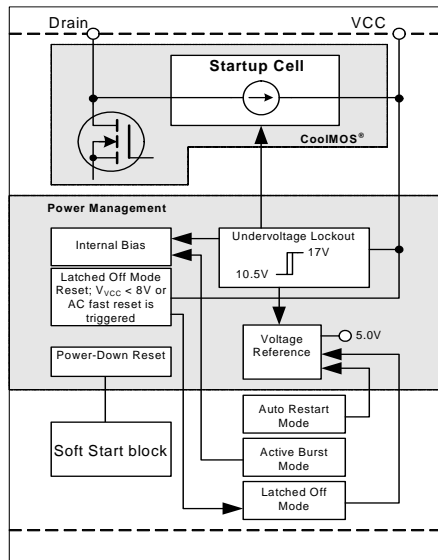 Drain
VCC
Startup Cell
CoolMOS®
Power Management
Internal Bias
Undervoltage Lockout
17V
10.5V
Latched Off Mode
Reset; VVCC < 8V or
AC fast reset is
triggered
Voltage
Reference
5.0V
Power-Down Reset
Auto Restart
Mode
Soft Start block
Active Burst
Mode
Latched Off
Mode